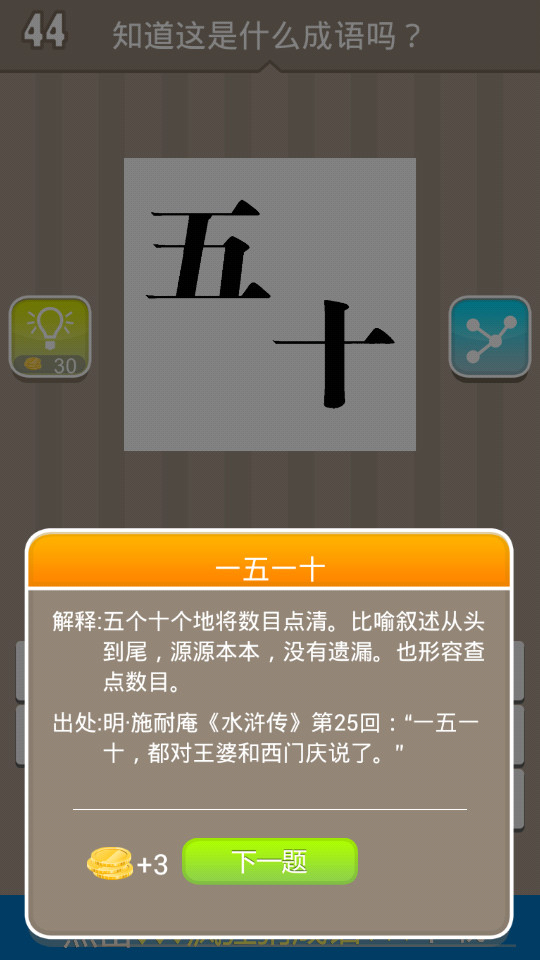 44
知道这是什么成语吗？
五
十
30
一五一十
解释:五个十个地将数目点清。比喻叙述从头
到尾，源源本本，没有遗漏。也形容查
点数目。
出处:明·施耐庵《水浒传》第25回：“一五一
十，都对王婆和西门庆说了。”
+3
下一题